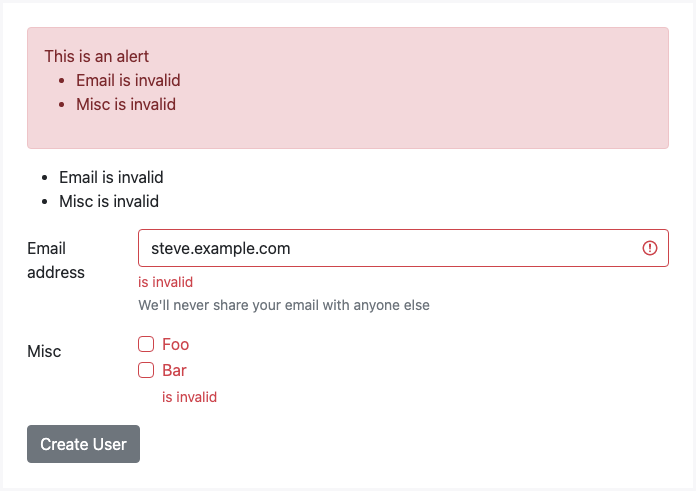 This is an alert
Email is invalid
Misc is invalid
Email is invalid
Misc is invalid
Email address
steve.example.com
is invalid
We'll never share your email with anyone else
Misc
Foo
Bar
is invalid
Create User